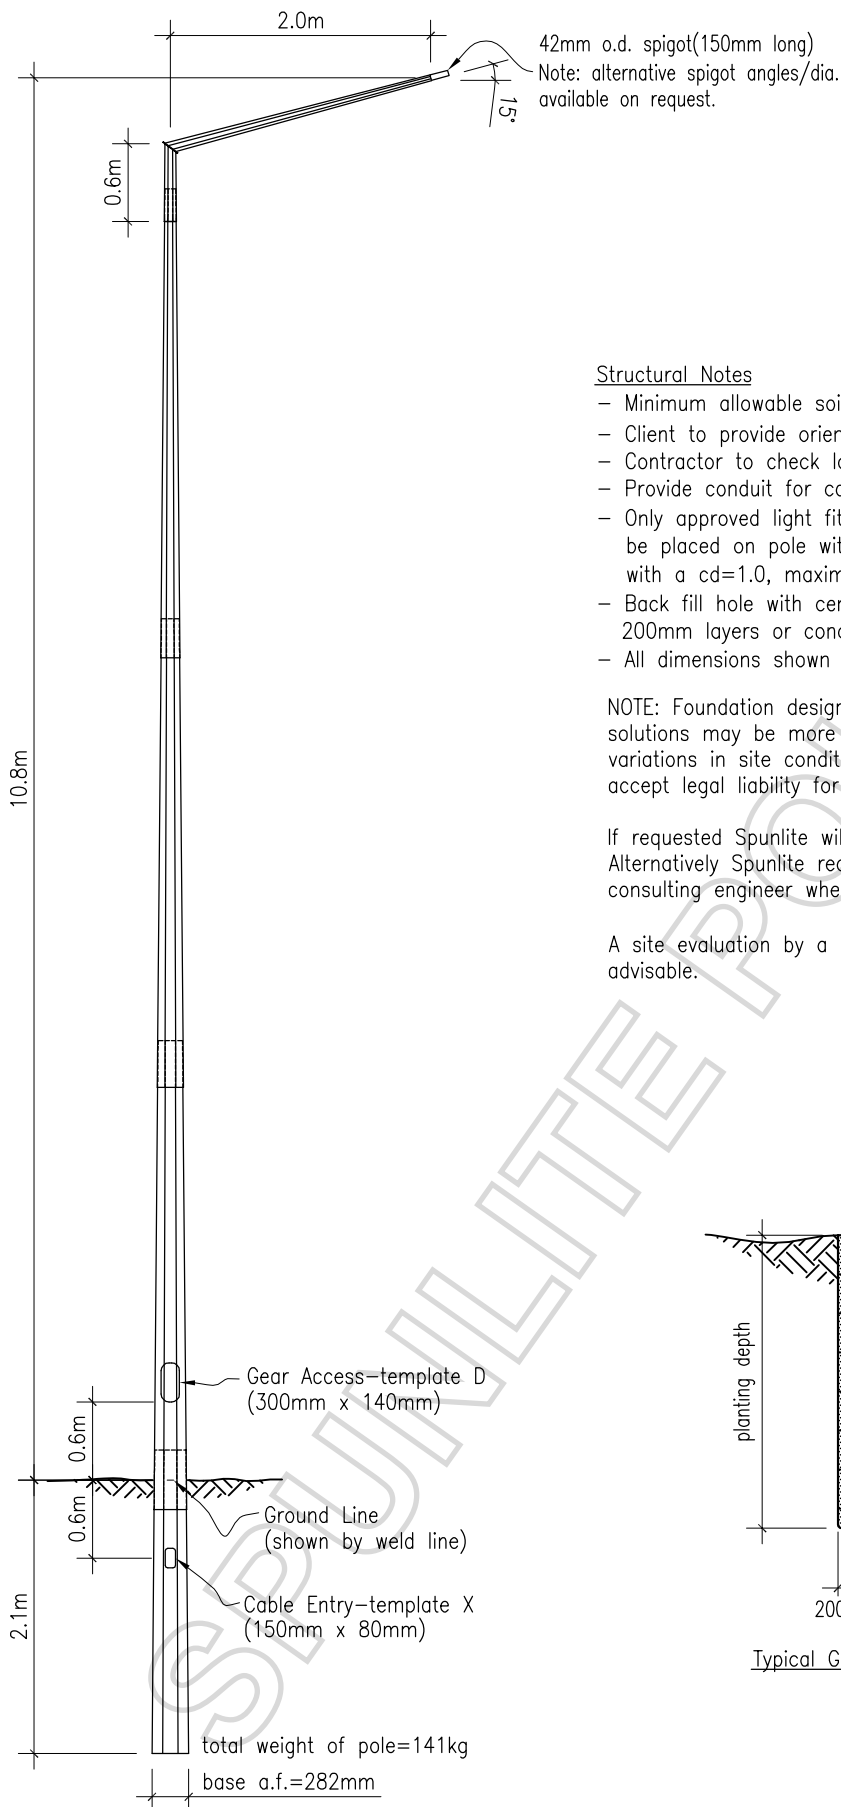 2.0m
42mm o.d. spigot(150mm long)
Note: alternative spigot angles/dia.
available on request.
15°
0.6m
Structural Notes
– Minimum allowable soi
– Client to provide orien
– Contractor to check lo
– Provide conduit for ca
– Only approved light fit
be placed on pole wit
with a cd=1.0, maxim
– Back fill hole with cem
200mm layers or conc
– All dimensions shown
NOTE: Foundation design
solutions may be more
variations in site condit
accept legal liability for
If requested Spunlite wil
Alternatively Spunlite rec
consulting engineer whe
A site evaluation by a
advisable.
10.8m
SPUNLITE
Gear Access–template D
(300mm x 140mm)
0.6m
0.6m
Ground Line
(shown by weld line)
Cable Entry–template X
(150mm x 80mm)
2.1m
total weight of pole=141kg
base a.f.=282mm
planting depth
200
Typical G